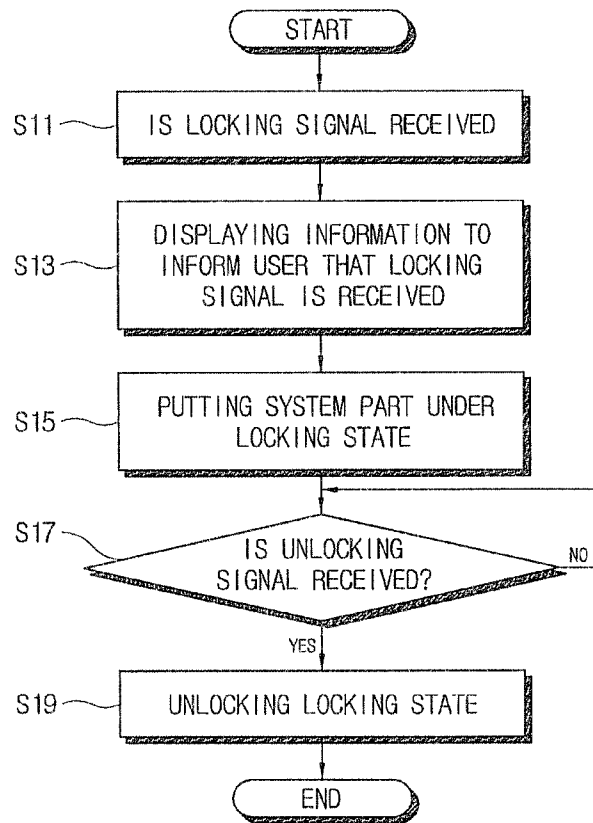 START
S11
IS LOCKING SIGNAL RECEIVED
S13
DISPLAYING INFORMATION TO
INFORM USER THAT LOCKING
SIGNAL IS RECEIVED
S15
PUTTING SYSTEM PART UNDER
LOCKING STATE
S17
IS UNLOCKING
SIGNAL RECEIVED?
NO
YES
S19
UNLOCKING LOCKING STATE
END